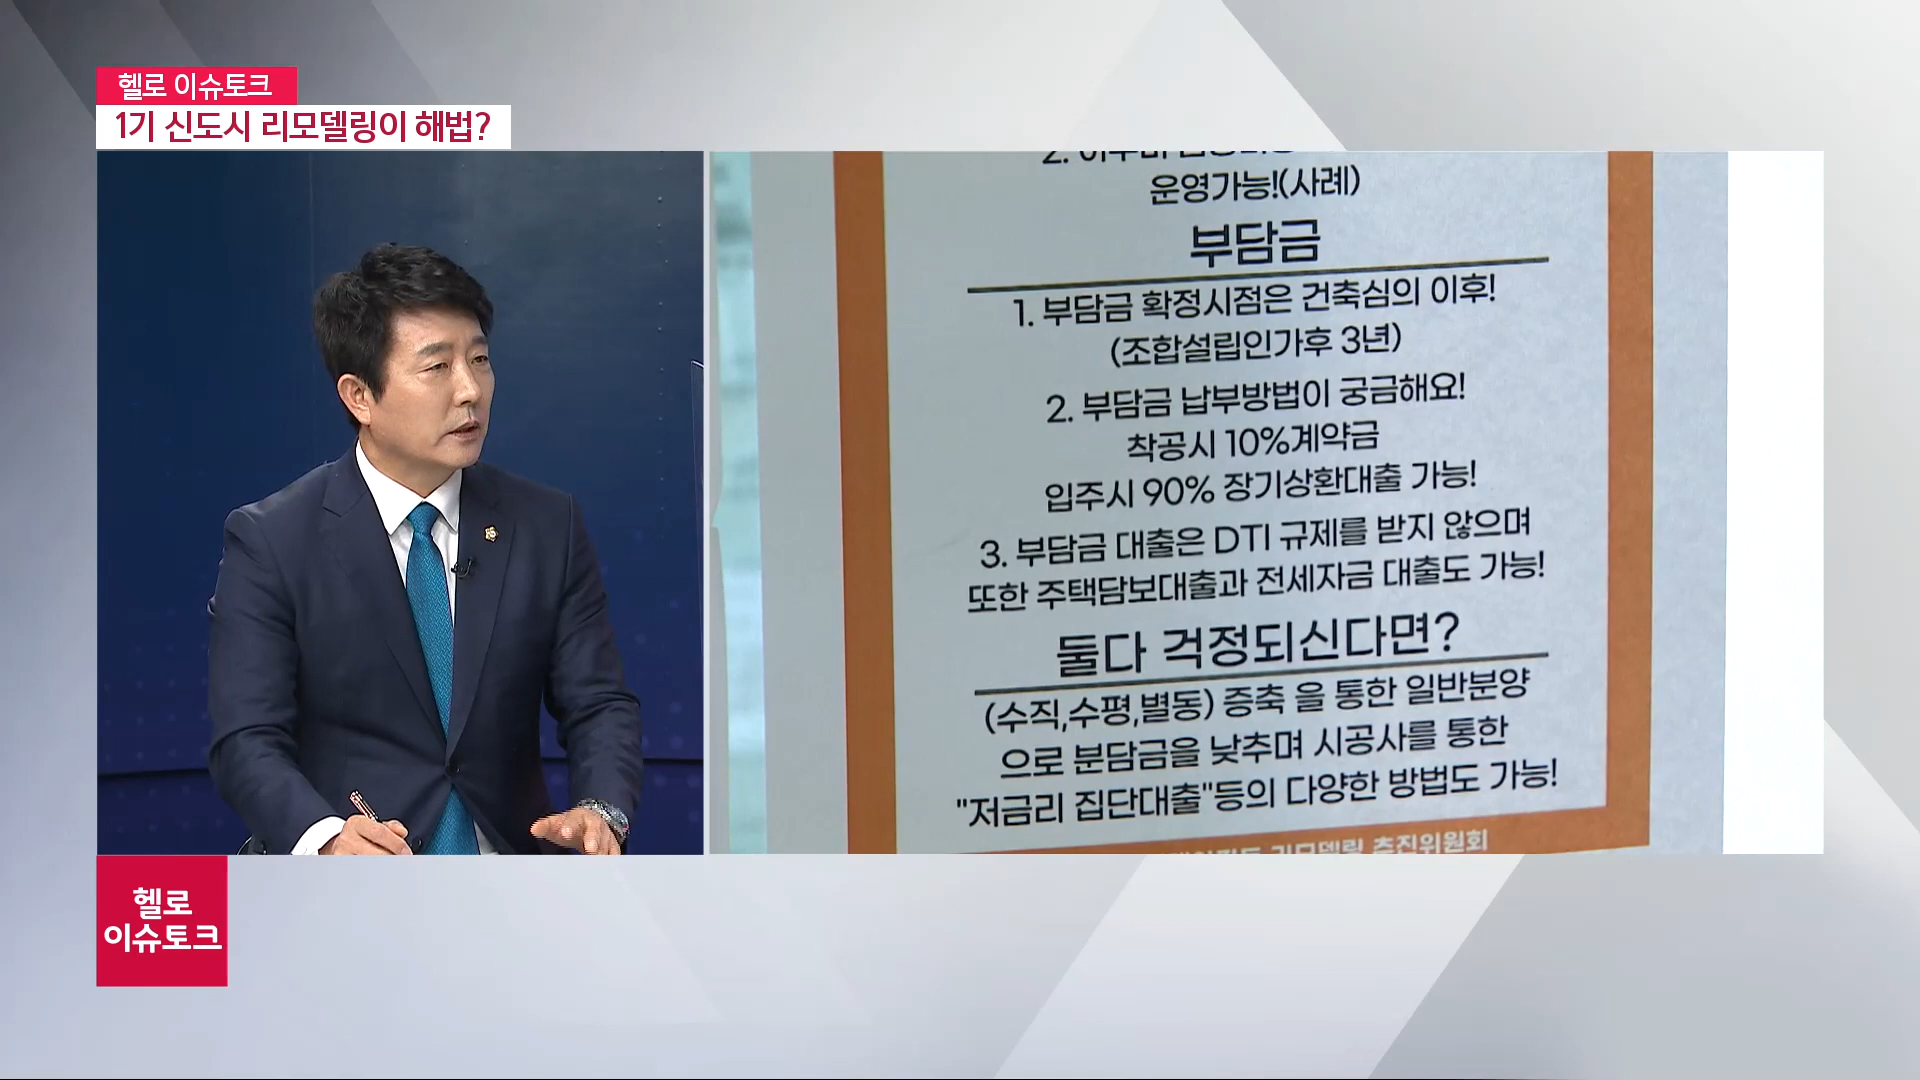 헬로 이슈토크
1기 신도시 리모델링이 해법?
운영가능!(사례)
부담금
1. 부담금 확정시점은 건축심의 이후!
(조합설립인가후 3년)
2. 부담금 납부방법이 궁금해요!
착공시 10%계약금
입주시 90% 장기상환대출 가능!
3. 부담금 대출은 DTI 규제를 받지 않으며
또한 주택담보대출과 전세자금 대출도 가능!
둘다 걱정되신다면?
(수직,수평,별동) 증축 을 통한 일반분양
으로 분담금을 낮추며 시공사를 통한
"저금리 집단대출"등의 다양한 방법도 가능!
리모델링 추진위원회
헬로
이슈토크